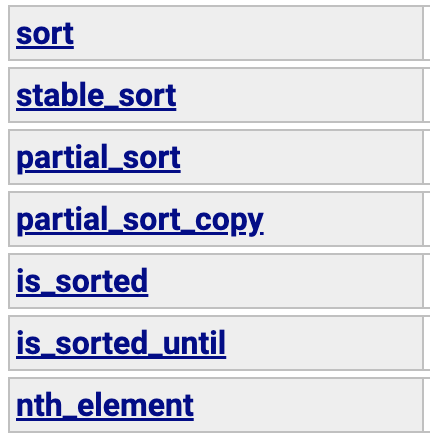 sort
stable_sort
partial_sort
partial_sort_copy
is_sorted
is_sorted_until
nth_element